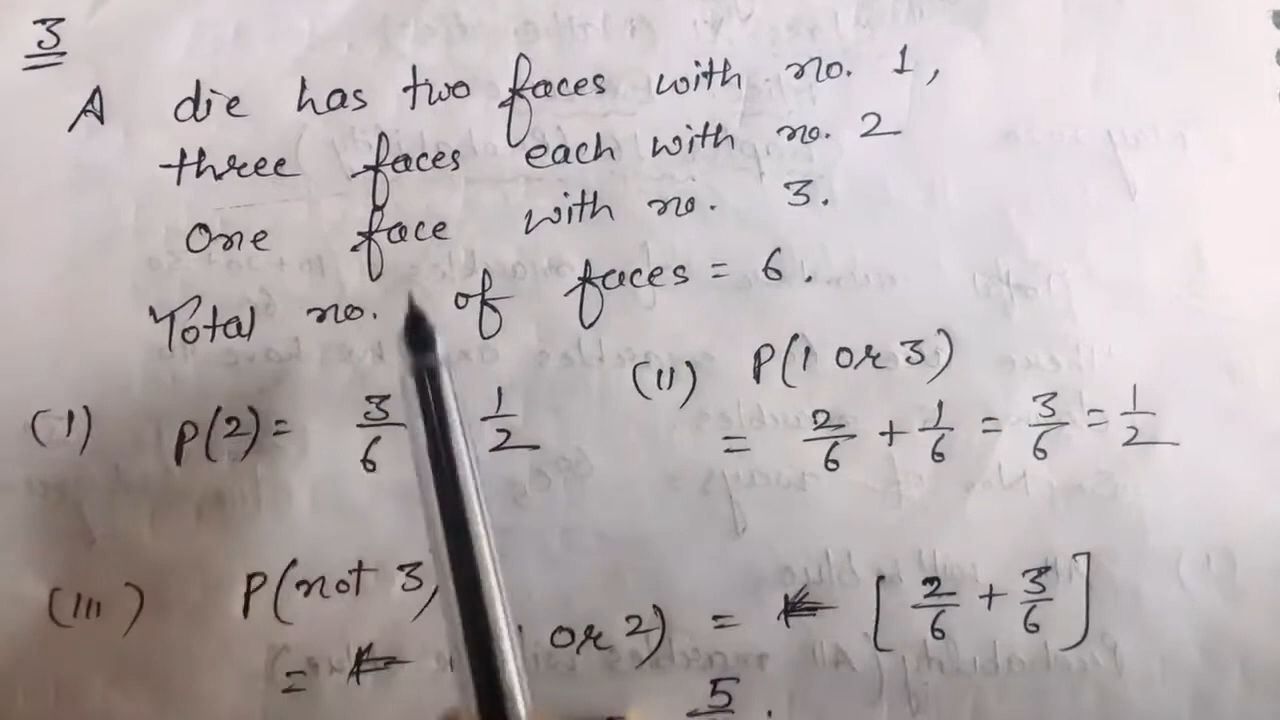 3
A die has two faces with no. 1,
three faces each with no. 2
One face with no. 3.
Total no. of faces = 6.
(I) P(2) = 3/6 1/2
(II) P(1 or 3)
= 2/6 + 1/6 = 3/6 = 1/2
(III) P(not 3)
= or 2) = [2/6 + 3/6]
5